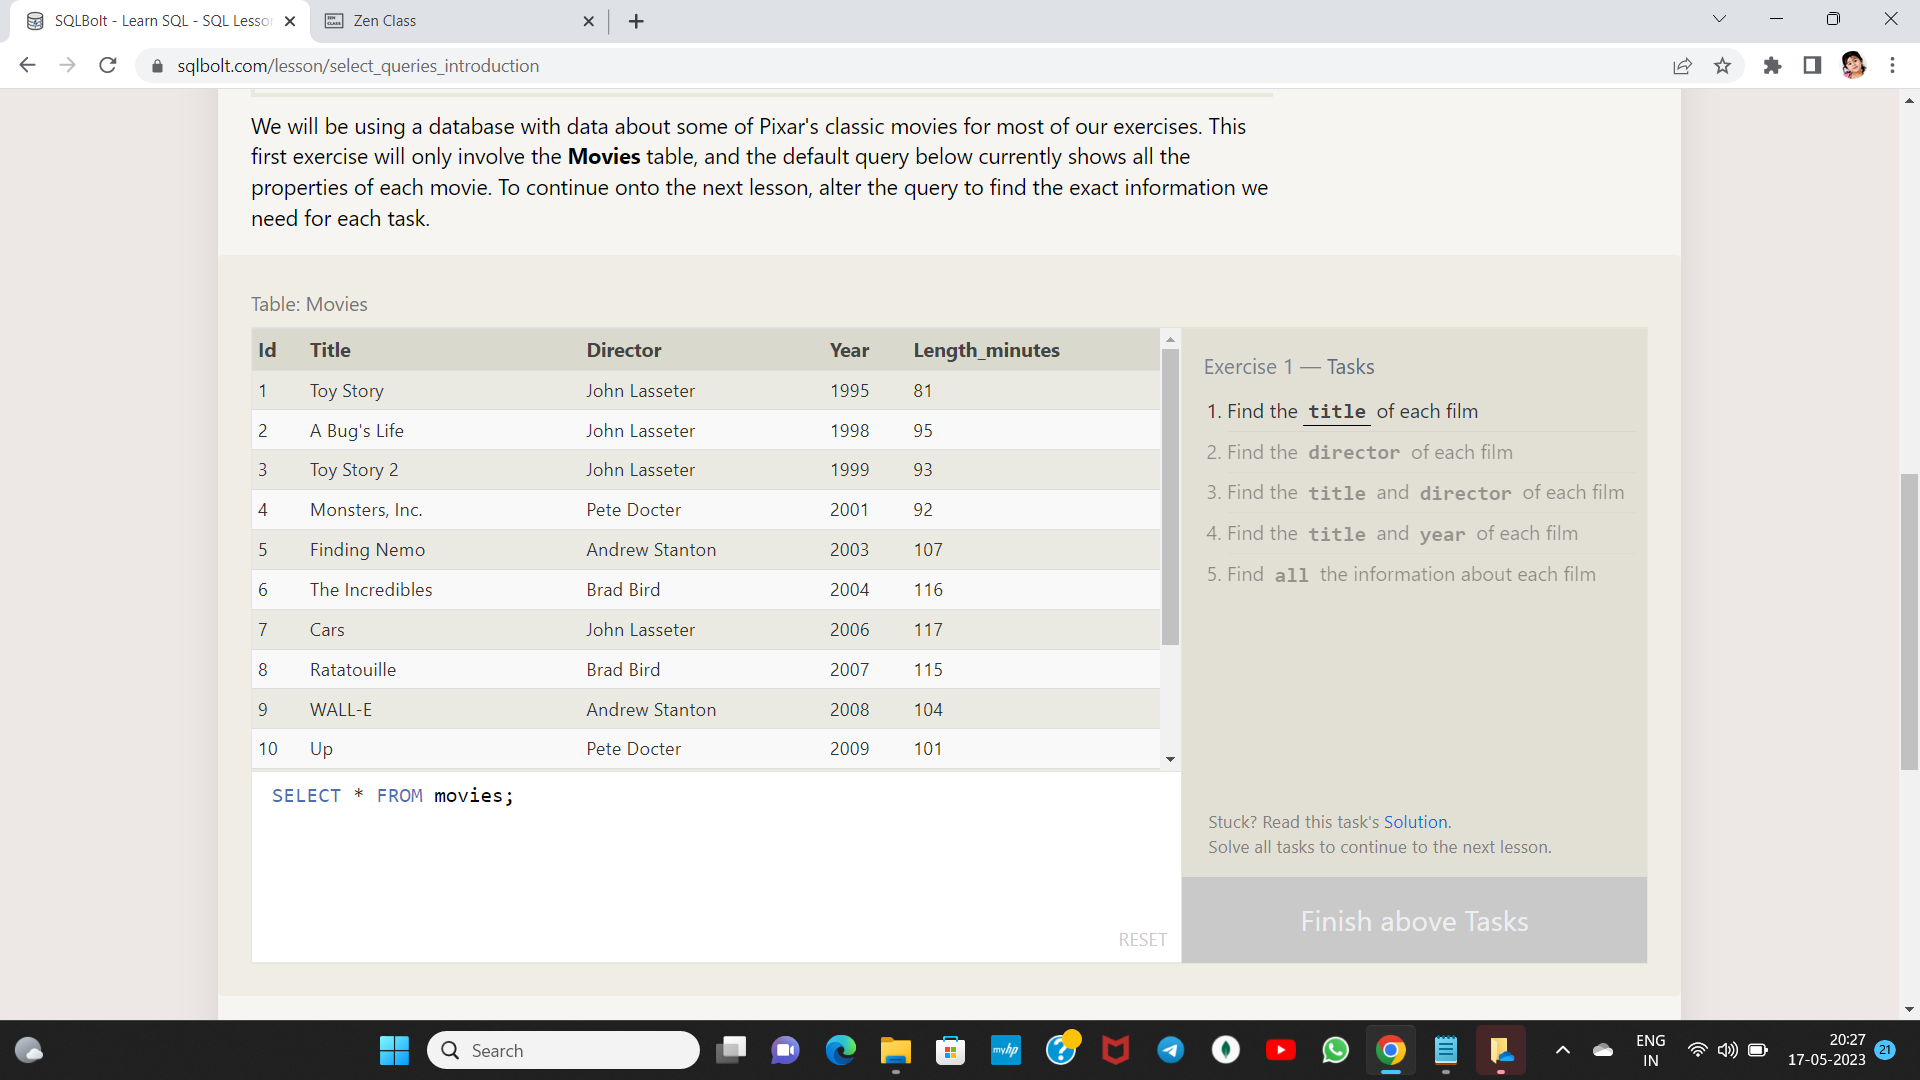 SQLBolt - Learn SQL - SQL Lesso
Zen Class
sqlbolt.com/lesson/select_queries_introduction
We will be using a database with data about some of Pixar's classic movies for most of our exercises. This
first exercise will only involve the Movies table, and the default query below currently shows all the
properties of each movie. To continue onto the next lesson, alter the query to find the exact information we
need for each task.
Table: Movies
Id Title Director Year Length_minutes
1 Toy Story John Lasseter 1995 81
2 A Bug's Life John Lasseter 1998 95
3 Toy Story 2 John Lasseter 1999 93
4 Monsters, Inc. Pete Docter 2001 92
5 Finding Nemo Andrew Stanton 2003 107
6 The Incredibles Brad Bird 2004 116
7 Cars John Lasseter 2006 117
8 Ratatouille Brad Bird 2007 115
9 WALL-E Andrew Stanton 2008 104
10 Up Pete Docter 2009 101
SELECT * FROM movies;
RESET
Exercise 1 — Tasks
1. Find the title of each film
2. Find the director of each film
3. Find the title and director of each film
4. Find the title and year of each film
5. Find all the information about each film
Stuck? Read this task's Solution.
Solve all tasks to continue to the next lesson.
Finish above Tasks
Search
myhp
ENG
IN
20:27
17-05-2023
21